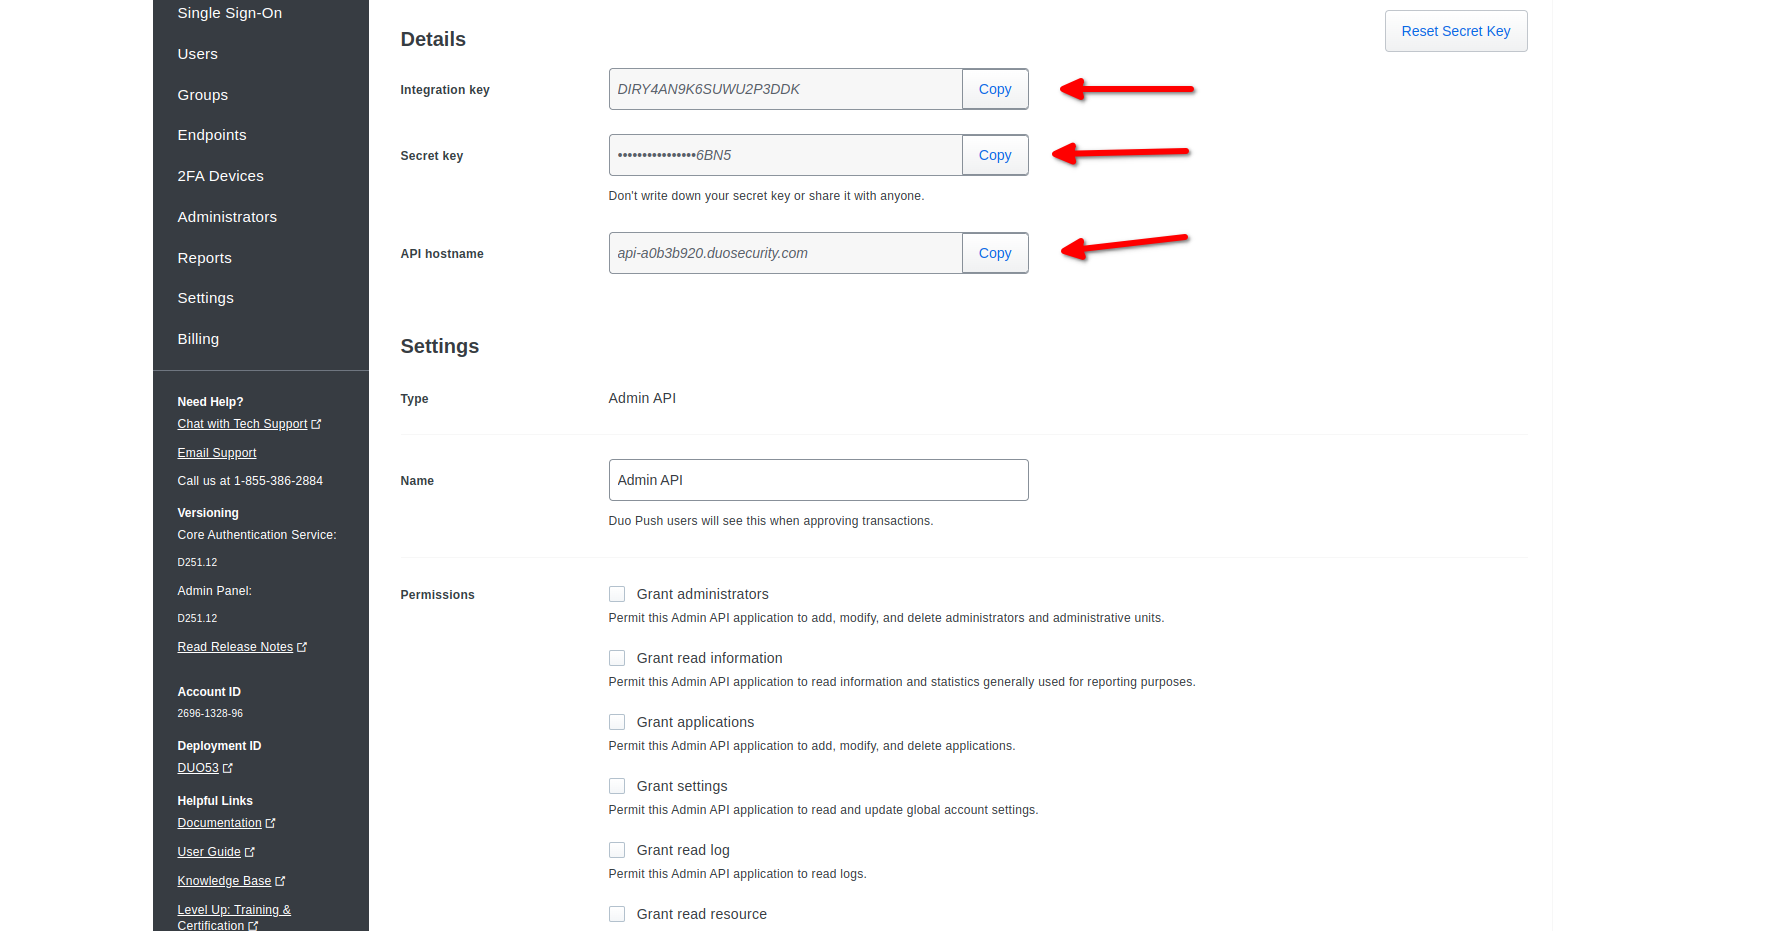 Single Sign-On
Users
Groups
Endpoints
2FA Devices
Administrators
Reports
Settings
Billing
Need Help?
Chat with Tech Support
Email Support
Call us at 1-855-386-2884
Versioning
Core Authentication Service:
D251.12
Admin Panel:
D251.12
Read Release Notes
Account ID
2696-1328-96
Deployment ID
DUO53
Helpful Links
Documentation
User Guide
Knowledge Base
Level Up: Training &
Certification
Details
Reset Secret Key
Integration key DIRY4AN9K6SUWU2P3DDK Copy
Secret key ••••••••••••••••6BN5 Copy
Don't write down your secret key or share it with anyone.
API hostname api-a0b3b920.duosecurity.com Copy
Settings
Type Admin API
Name Admin API
Duo Push users will see this when approving transactions.
Permissions Grant administrators
Permit this Admin API application to add, modify, and delete administrators and administrative units.
Grant read information
Permit this Admin API application to read information and statistics generally used for reporting purposes.
Grant applications
Permit this Admin API application to add, modify, and delete applications.
Grant settings
Permit this Admin API application to read and update global account settings.
Grant read log
Permit this Admin API application to read logs.
Grant read resource